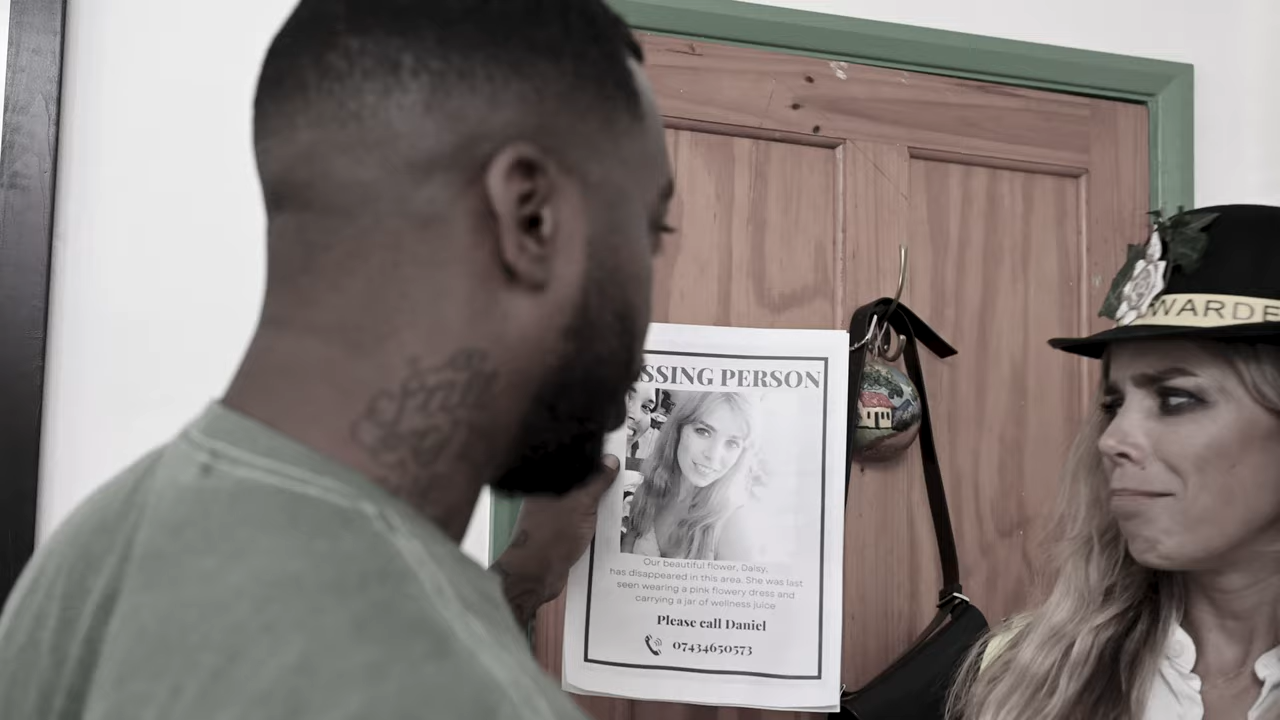 SSING PERSON
Our beautiful flower, Daisy,
has disappeared in this area. She was last
seen wearing a pink flowery dress and
carrying a jar of wellness juice
Please call Daniel
07434650573
WARDE